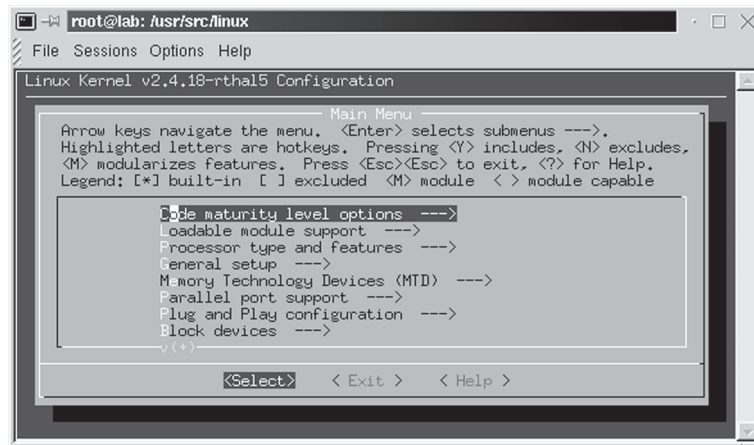 root@lab: /usr/src/linux
File Sessions Options Help
Linux Kernel v2.4.18-rthal5 Configuration
Main Menu
Arrow keys navigate the menu. <Enter> selects submenus --->.
Highlighted letters are hotkeys. Pressing <Y> includes, <N> excludes,
<M> modularizes features. Press <Esc><Esc> to exit, <?> for Help.
Legend: [*] built-in [ ] excluded <M> module < > module capable
Code maturity level options --->
Loadable module support --->
Processor type and features --->
General setup --->
Memory Technology Devices (MTD) --->
Parallel port support --->
Plug and Play configuration --->
Block devices --->
v(+)
<Select> < Exit > < Help >